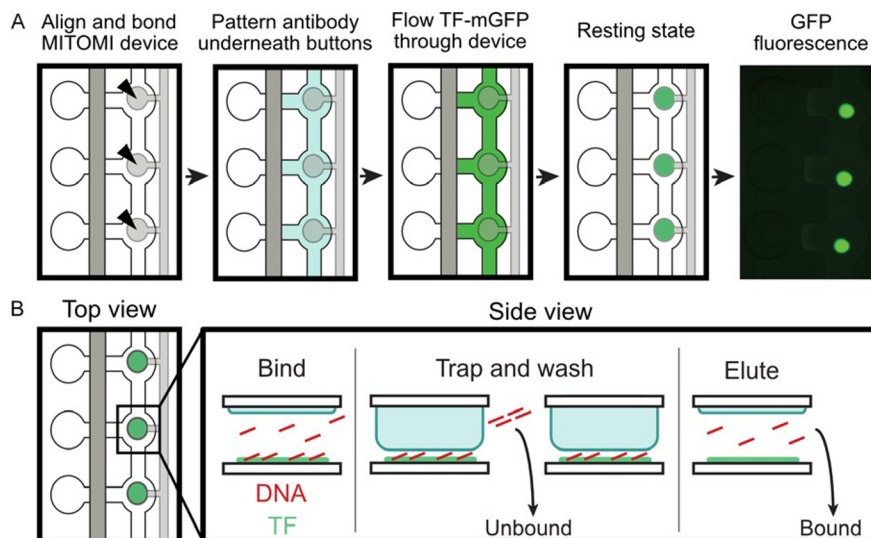 A
Align and bond
MITOMI device
Pattern antibody
underneath buttons
Flow TF-mGFP
through device
Resting state
GFP
fluorescence
B
Top view
Side view
Bind
Trap and wash
Elute
DNA
TF
Unbound
Bound